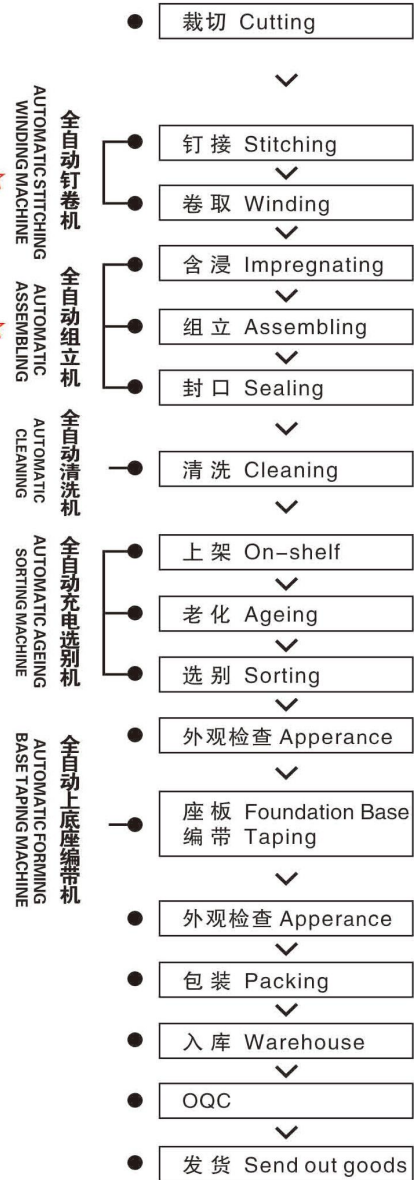 裁切 Cutting
全自动钉卷机
AUTOMATIC STITCHING
WINDING MACHINE
钉接 Stitching
卷取 Winding
全自动组立机
AUTOMATIC
ASSEMBLING
含浸 Impregnating
组立 Assembling
封口 Sealing
全自动清洗机
AUTOMATIC
CLEANING
清洗 Cleaning
全自动充电选别机
AUTOMATIC AGEING
SORTING MACHINE
上架 On-shelf
老化 Ageing
选别 Sorting
外观检查 Apperance
全自动上底座编带机
AUTOMATIC FORMING
BASE TAPING MACHINE
座板 Foundation Base
编带 Taping
外观检查 Apperance
包装 Packing
入库 Warehouse
OQC
发货 Send out goods